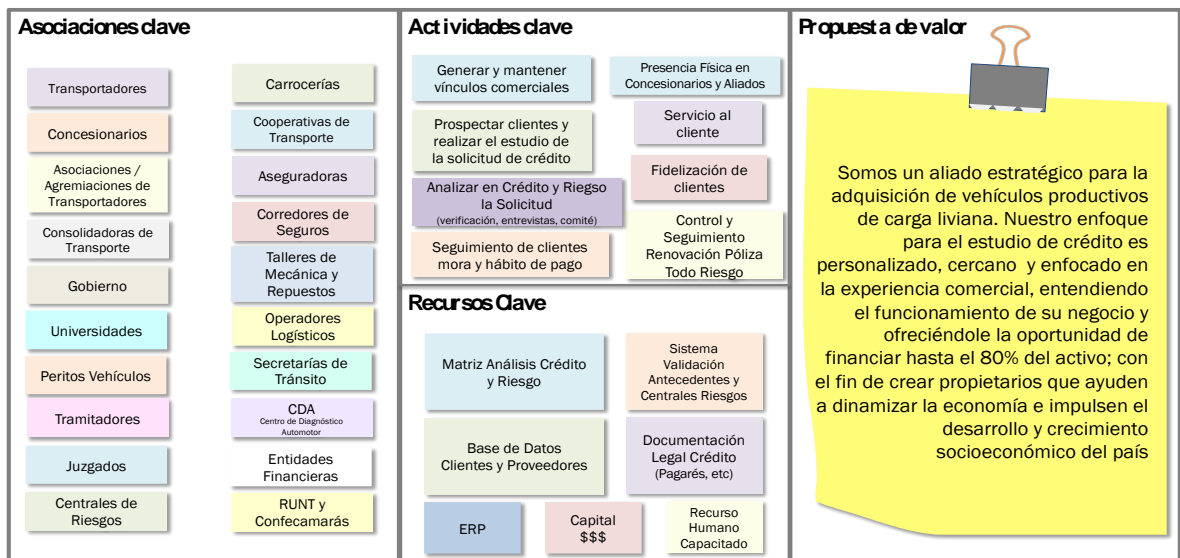 Asociaciones clave
Transportadores
Concesionarios
Asociaciones /
Agremiaciones de
Transportadores
Consolidadoras de
Transporte
Gobierno
Universidades
Peritos Vehículos
Tramitadores
Juzgados
Centrales de
Riesgos
Carrocerías
Cooperativas de
Transporte
Aseguradoras
Corredores de
Seguros
Talleres de
Mecánica y
Repuestos
Operadores
Logísticos
Secretarías de
Tránsito
CDA
Centro de Diagnóstico
Automotor
Entidades
Financieras
RUNT y
Confecamarás
Actividades clave
Generar y mantener
vínculos comerciales
Prospectar clientes y
realizar el estudio de
la solicitud de crédito
Analizar en Crédito y Riegso
la Solicitud
(verificación, entrevistas, comité)
Seguimiento de clientes
mora y hábito de pago
Presencia Física en
Concesionarios y Aliados
Servicio al
cliente
Fidelización de
clientes
Control y
Seguimiento
Renovación Póliza
Todo Riesgo
Recursos Clave
Matriz Análisis Crédito
y Riesgo
Sistema
Validación
Antecedentes y
Centrales Riesgos
Base de Datos
Clientes y Proveedores
Documentación
Legal Crédito
(Pagarés, etc)
ERP
Capital
$$$
Recurso
Humano
Capacitado
Propuesta de valor
Somos un aliado estratégico para la
adquisición de vehículos productivos
de carga liviana. Nuestro enfoque
para el estudio de crédito es
personalizado, cercano y enfocado en
la experiencia comercial, entendiendo
el funcionamiento de su negocio y
ofreciéndole la oportunidad de
financiar hasta el 80% del activo; con
el fin de crear propietarios que ayuden
a dinamizar la economía e impulsen el
desarrollo y crecimiento
socioeconómico del país